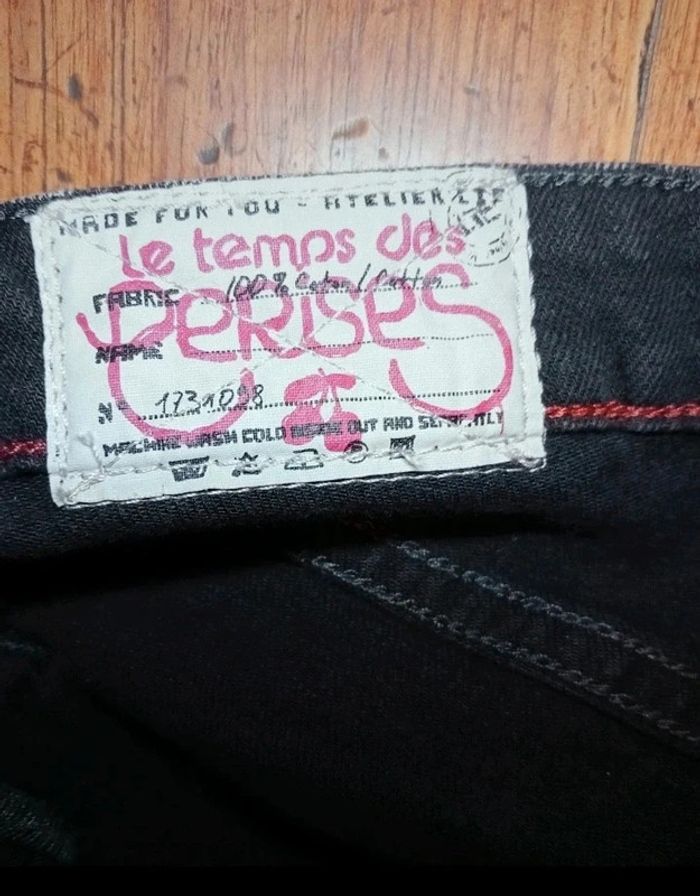 MADE FOR YOU - ATELIER LTC
Le temps des
FABRIC 100% Coton / Cotton
CERISES
NAME
N° 1731098
MACHINE WASH COLD INSIDE OUT AND SEPARATLY